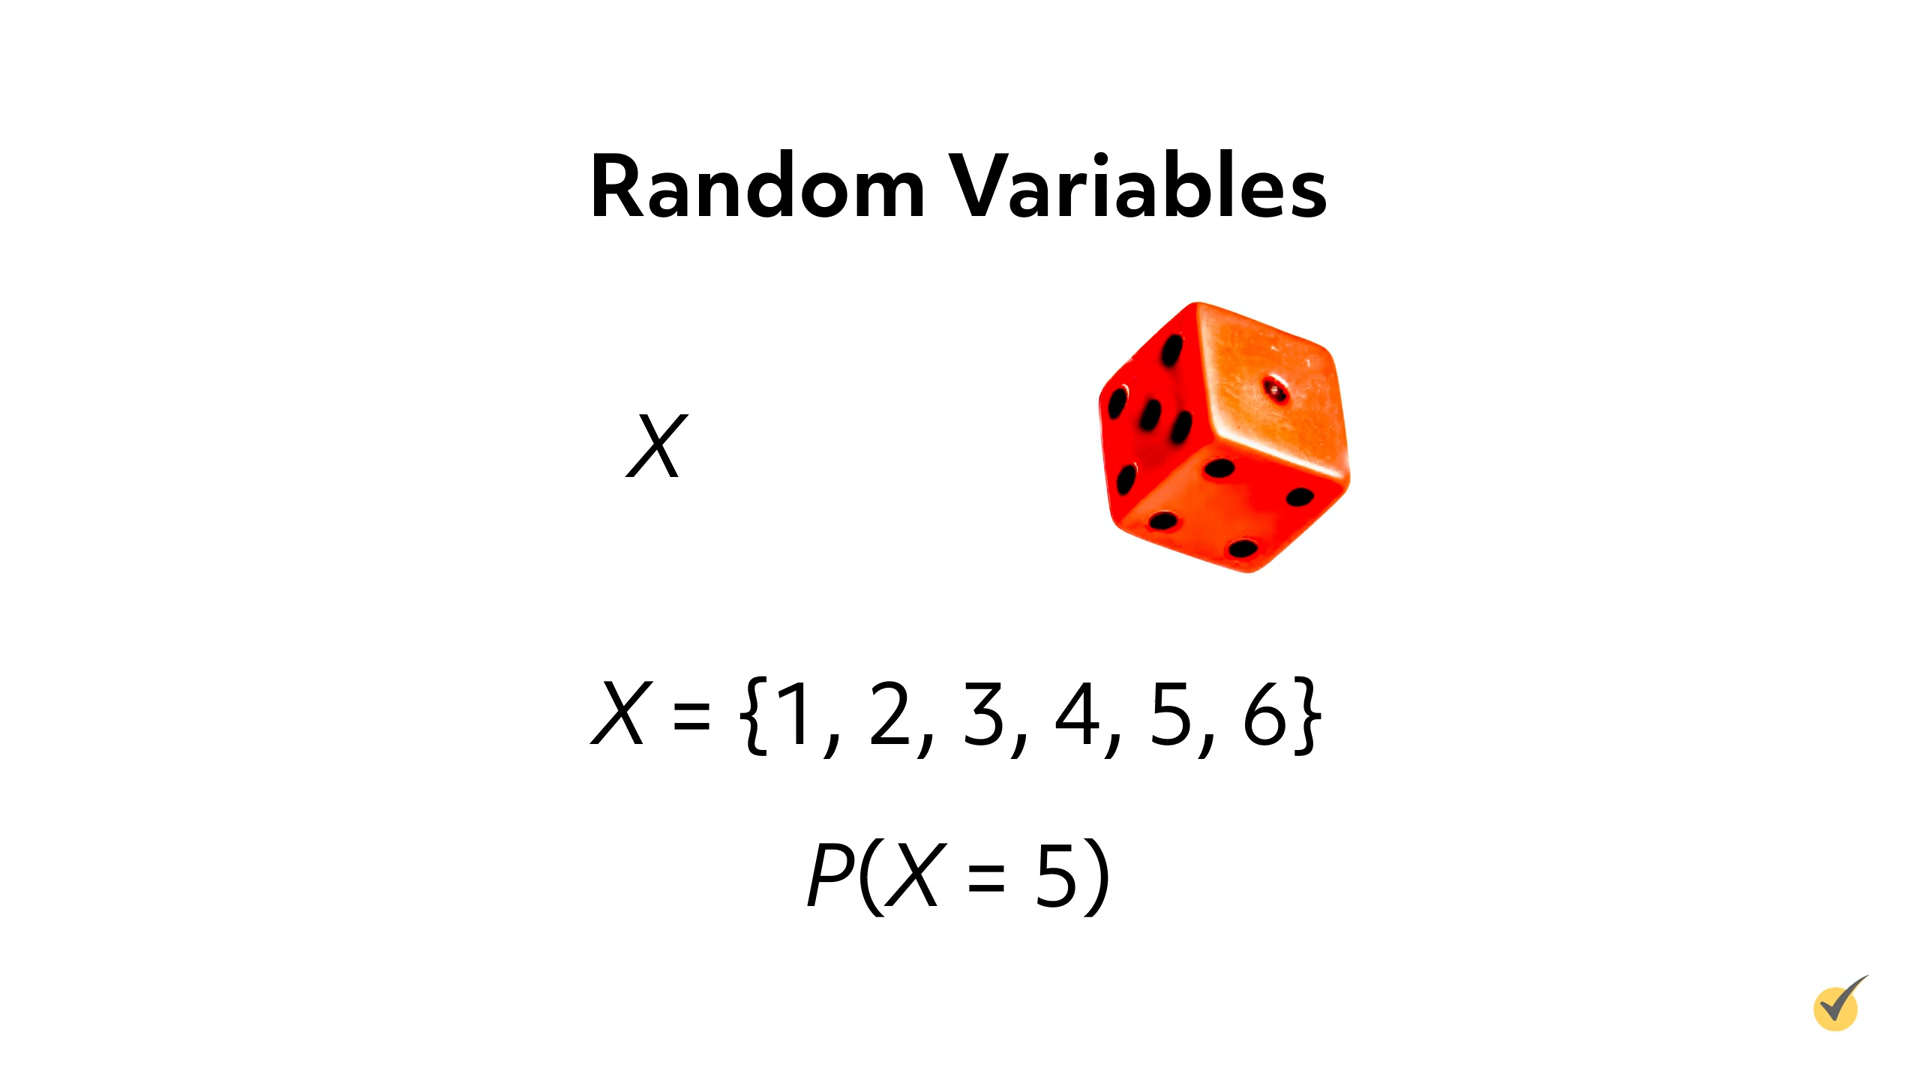 Random Variables
X
X = {1, 2, 3, 4, 5, 6}
P(X = 5)